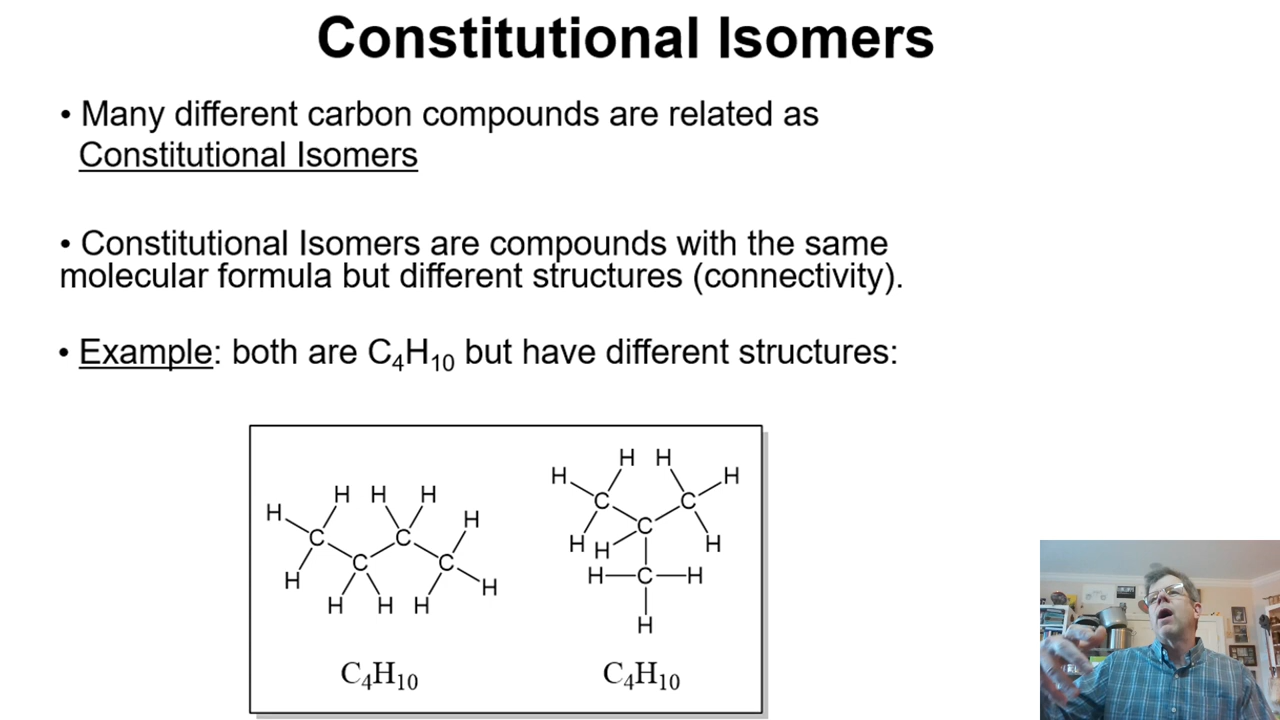 Constitutional Isomers
• Many different carbon compounds are related as
Constitutional Isomers
• Constitutional Isomers are compounds with the same
molecular formula but different structures (connectivity).
• Example: both are C₄H₁₀ but have different structures:
H H H H H
C C C C
H H H H H
C₄H₁₀
H H H H
C C
C
H H H
H—C—H
H
C₄H₁₀